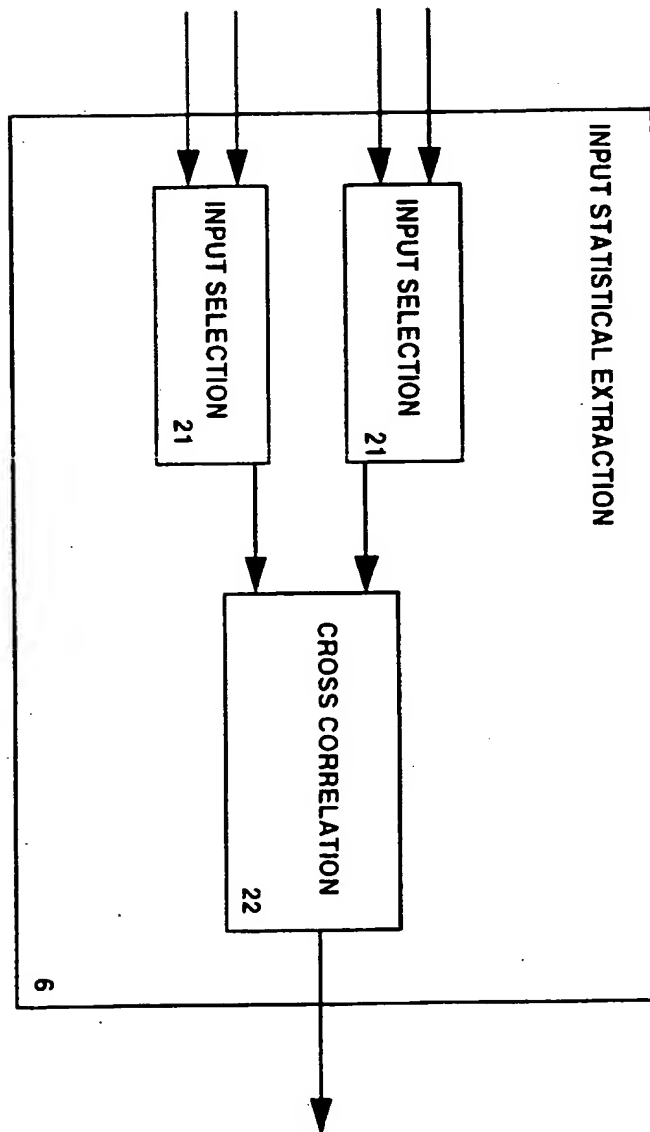 INPUT STATISTICAL EXTRACTION
INPUT SELECTION
21
INPUT SELECTION
21
CROSS CORRELATION
22
6